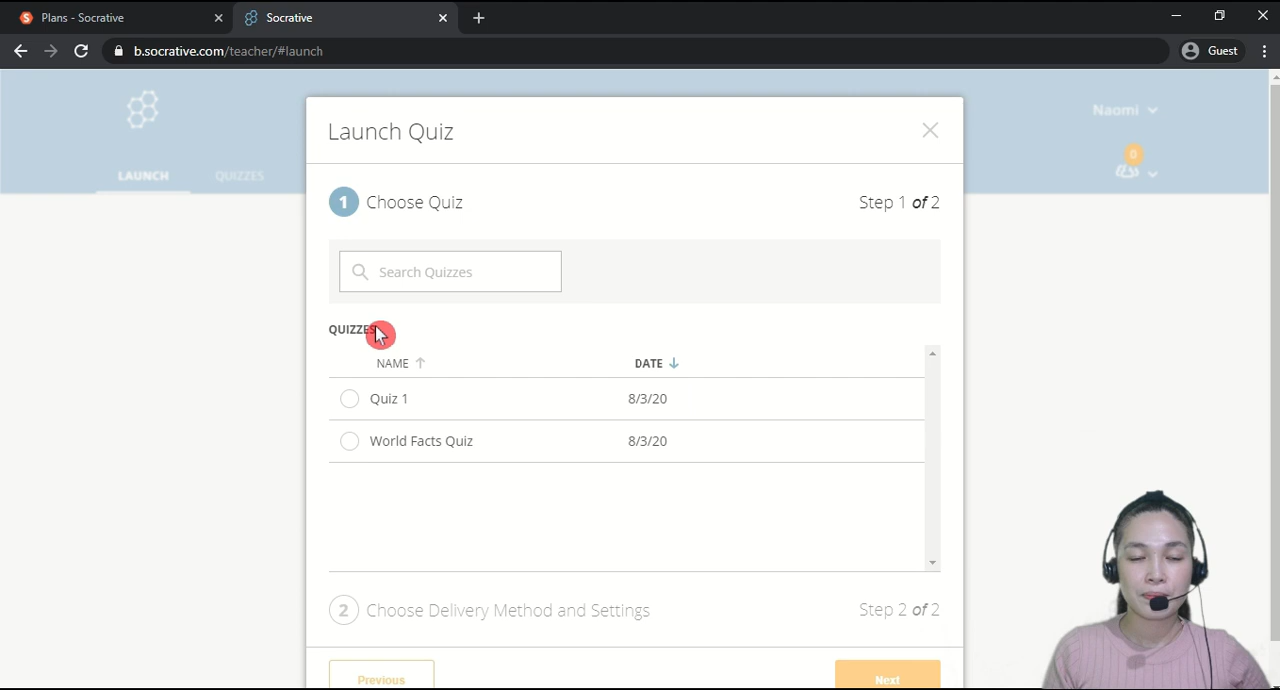 Plans - Socrative
Socrative
b.socrative.com/teacher/#launch
Guest
Naomi
0
LAUNCH
QUIZZES
Launch Quiz
1 Choose Quiz
Step 1 of 2
Search Quizzes
QUIZZES
NAME
DATE
Quiz 1
8/3/20
World Facts Quiz
8/3/20
2 Choose Delivery Method and Settings
Step 2 of 2
Previous
Next